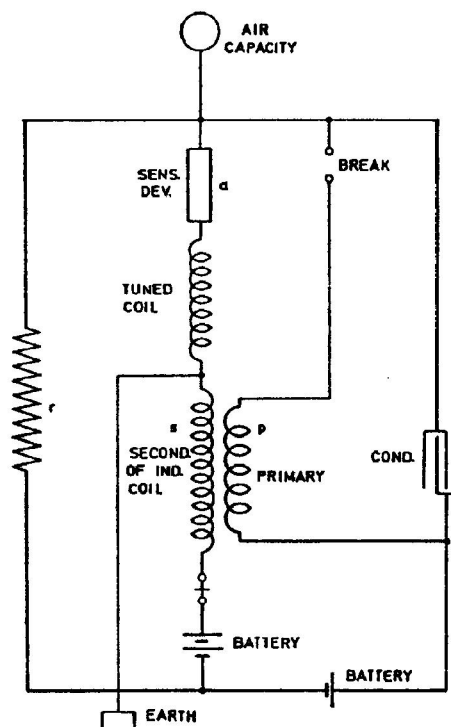 AIR
CAPACITY
BREAK
SENS.
DEV.
a
TUNED
COIL
r
s
p
SECOND.
OF IND.
COIL
PRIMARY
COND.
BATTERY
BATTERY
EARTH